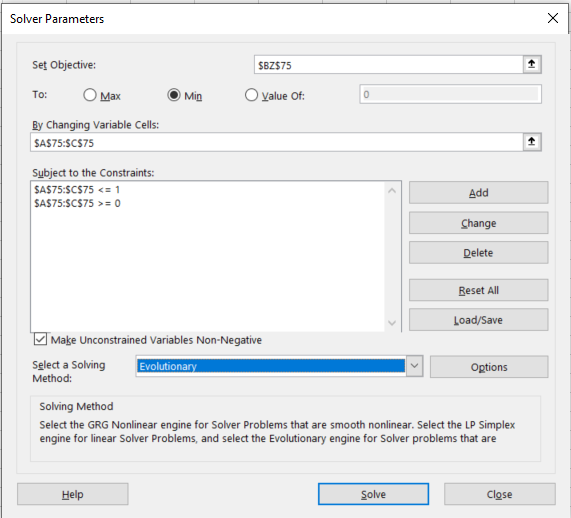 Solver Parameters
Set Objective:
$BZ$75
To:
Max
Min
Value Of:
0
By Changing Variable Cells:
$A$75:$C$75
Subject to the Constraints:
$A$75:$C$75 <= 1
$A$75:$C$75 >= 0
Add
Change
Delete
Reset All
Load/Save
Make Unconstrained Variables Non-Negative
Select a Solving
Method:
Evolutionary
Options
Solving Method
Select the GRG Nonlinear engine for Solver Problems that are smooth nonlinear. Select the LP Simplex
engine for linear Solver Problems, and select the Evolutionary engine for Solver problems that are
Help
Solve
Close